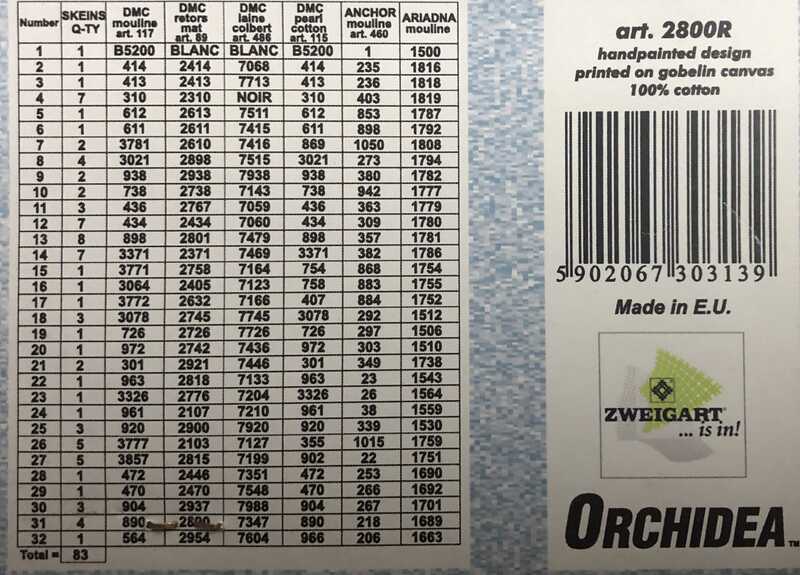 Number SKEINS Q-TY DMC mouline art. 117 DMC retors mat art. 89 DMC laine colbert art. 486 DMC pearl cotton art. 115 ANCHOR mouline art. 460 ARIADNA mouline
1 1 B5200 BLANC BLANC B5200 1 1500
2 1 414 2414 7068 414 235 1816
3 1 413 2413 7713 413 236 1818
4 7 310 2310 NOIR 310 403 1819
5 1 612 2613 7511 612 853 1787
6 1 611 2611 7415 611 898 1792
7 2 3781 2610 7416 869 1050 1808
8 4 3021 2898 7515 3021 273 1794
9 2 938 2938 7938 938 380 1782
10 2 738 2738 7143 738 942 1777
11 3 436 2767 7059 436 363 1779
12 7 434 2434 7060 434 309 1780
13 8 898 2801 7479 898 357 1781
14 7 3371 2371 7469 3371 382 1786
15 1 3771 2758 7164 754 868 1754
16 1 3064 2405 7123 758 883 1755
17 1 3772 2632 7166 407 884 1752
18 3 3078 2745 7745 3078 292 1512
19 1 726 2726 7726 726 297 1506
20 1 972 2742 7436 972 303 1510
21 2 301 2921 7446 301 349 1738
22 1 963 2818 7133 963 23 1543
23 1 3326 2776 7204 3326 26 1564
24 1 961 2107 7210 961 38 1559
25 3 920 2900 7920 920 339 1530
26 5 3777 2103 7127 355 1015 1759
27 5 3857 2815 7199 902 22 1751
28 1 472 2446 7351 472 253 1690
29 1 470 2470 7548 470 266 1692
30 3 904 2937 7988 904 267 1701
31 4 890 7347 890 218 1689
32 1 564 2954 7604 966 206 1663
Total = 83
art. 2800R
handpainted design
printed on gobelin canvas
100% cotton
5 902067 303139
Made in E.U.
ZWEIGART®
... is in!
ORCHIDEA™